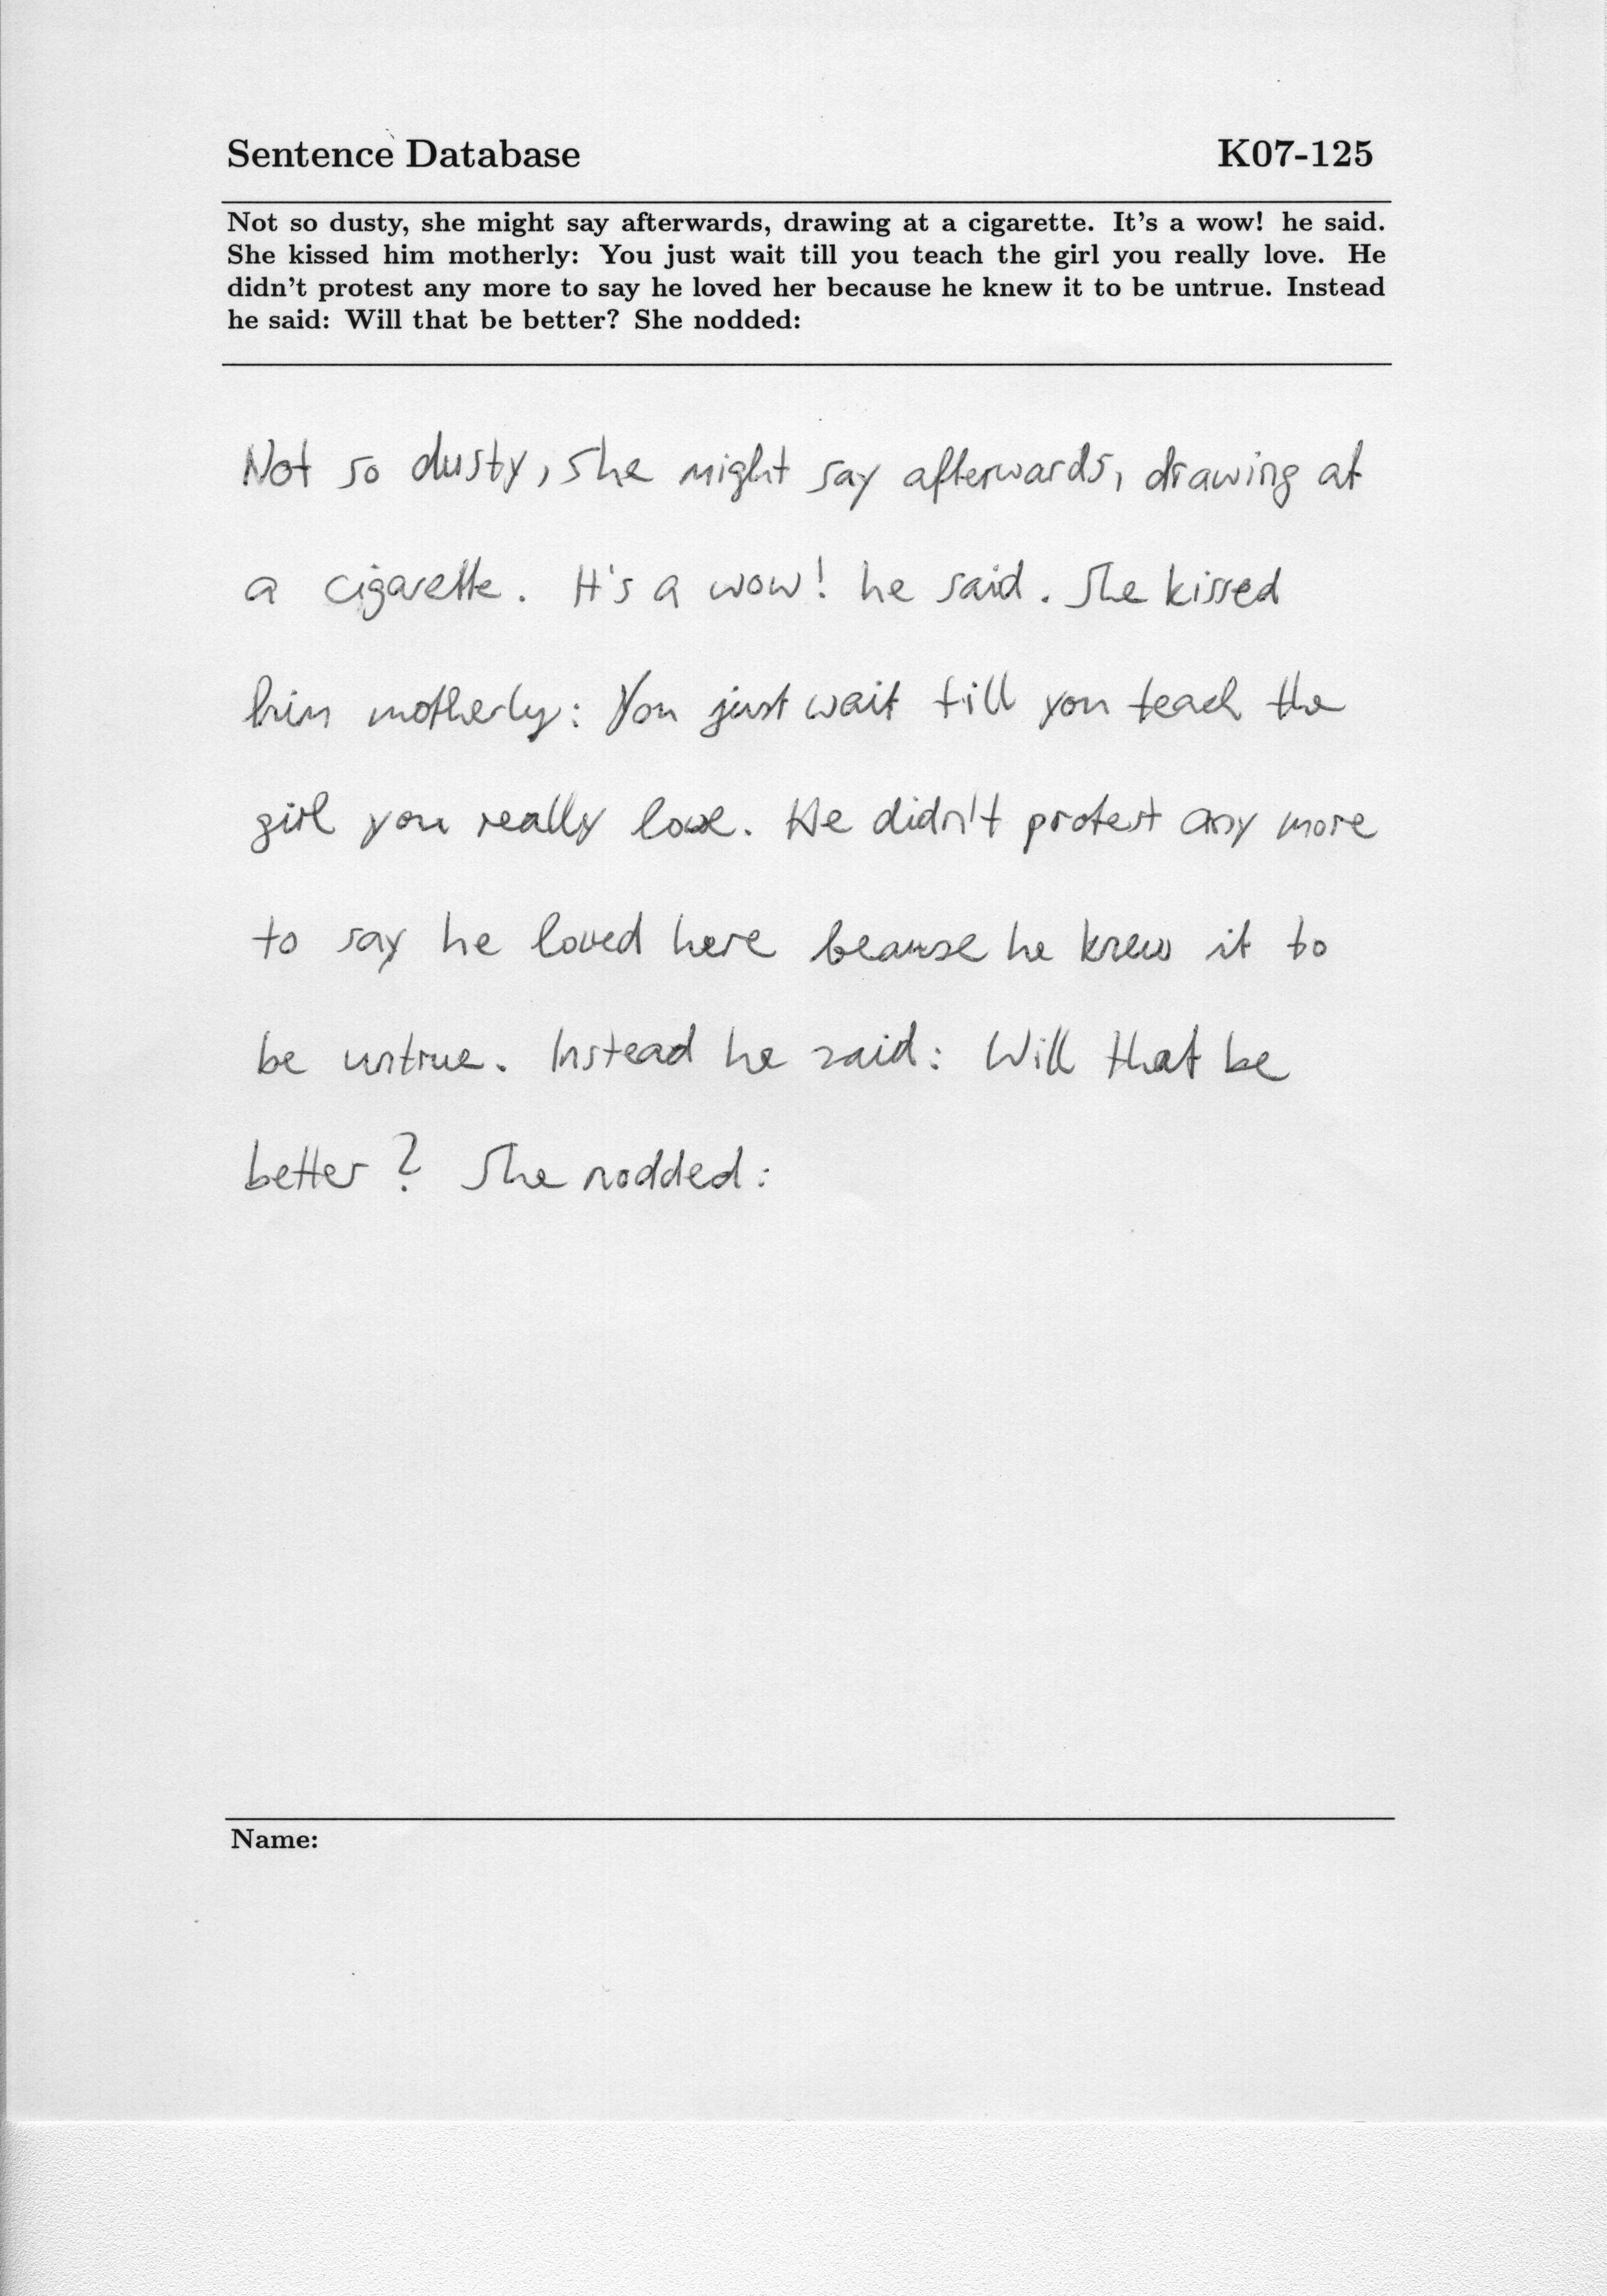 Sentence Database K07-125
Not so dusty, she might say afterwards, drawing at a cigarette. It's a wow! he said.
She kissed him motherly: You just wait till you teach the girl you really love. He
didn't protest any more to say he loved her because he knew it to be untrue. Instead
he said: Will that be better? She nodded:
Not so dusty, she might say afterwards, drawing at
a cigarette. It's a wow! he said. She kissed
him motherly: You just wait till you teach the
girl you really love. He didn't protest any more
to say he loved here beause he knew it to
be untrue. Instead he said: Will that be
better? She nodded:
Name: